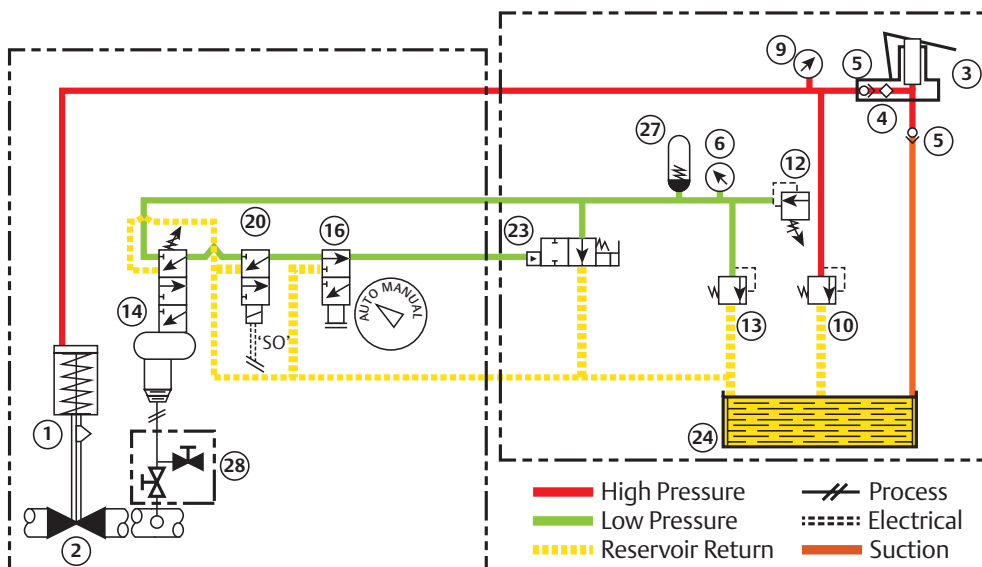 9
5
3
4
5
27
6
12
20
16
23
AUTO MANUAL
14
13
10
'SO'
1
24
28
2
High Pressure
Process
Low Pressure
Electrical
Reservoir Return
Suction